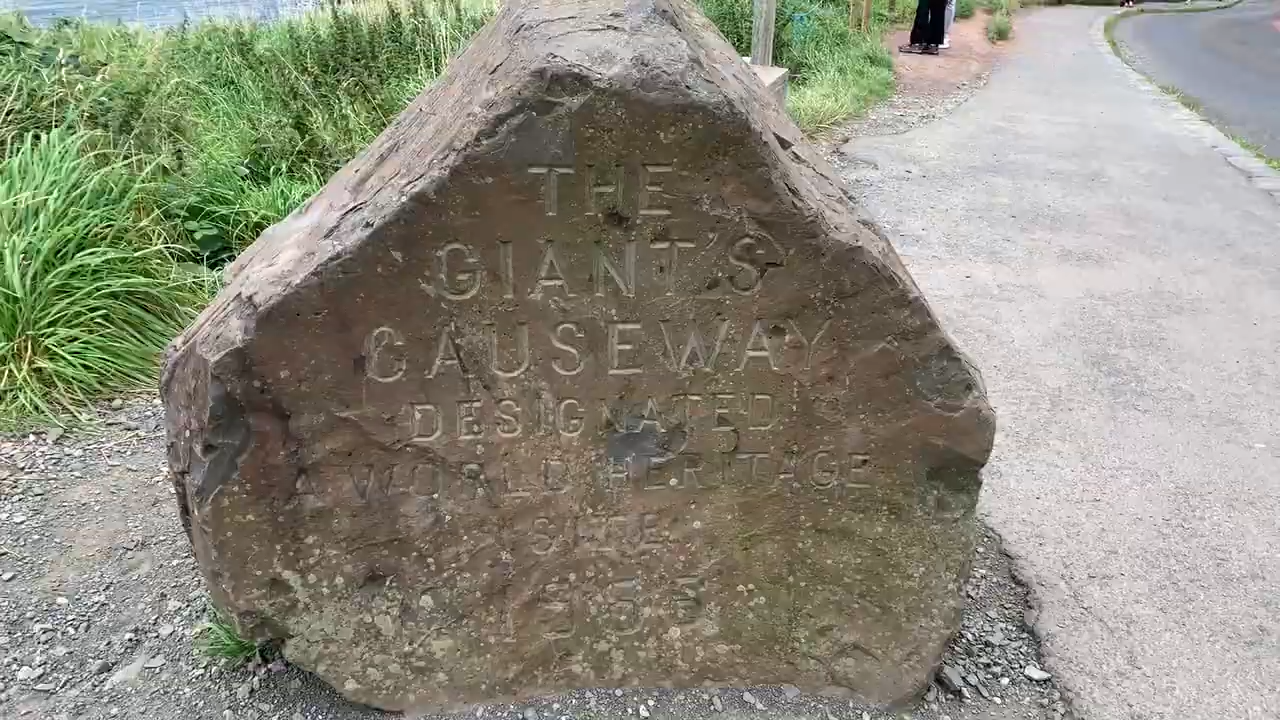 THE
GIANT'S
CAUSEWAY
DESIGNATED
A WORLD HERITAGE
SITE